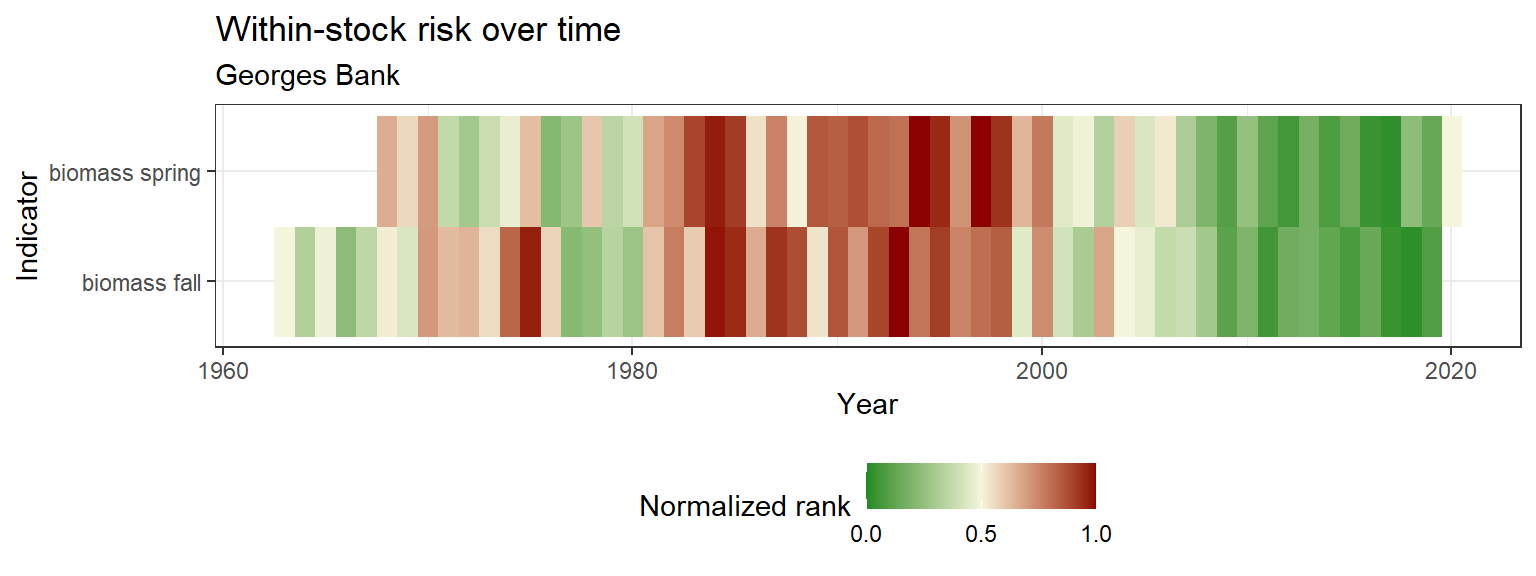 Within-stock risk over time
Georges Bank
Indicator
biomass spring
biomass fall
1960 1980 2000 2020
Year
Normalized rank
0.0 0.5 1.0